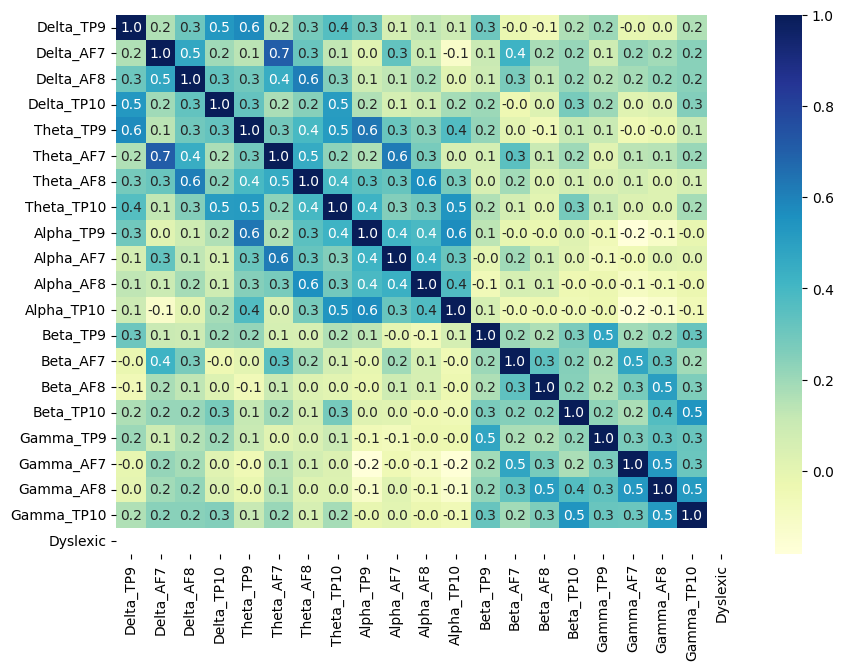 Delta_TP9 1.0 0.2 0.3 0.5 0.6 0.2 0.3 0.4 0.3 0.1 0.1 0.1 0.3 -0.0 -0.1 0.2 0.2 -0.0 0.0 0.2
Delta_AF7 0.2 1.0 0.5 0.2 0.1 0.7 0.3 0.1 0.0 0.3 0.1 -0.1 0.1 0.4 0.2 0.2 0.1 0.2 0.2 0.2
Delta_AF8 0.3 0.5 1.0 0.3 0.3 0.4 0.6 0.3 0.1 0.1 0.2 0.0 0.1 0.3 0.1 0.2 0.2 0.2 0.2 0.2
Delta_TP10 0.5 0.2 0.3 1.0 0.3 0.2 0.2 0.5 0.2 0.1 0.1 0.2 0.2 -0.0 0.0 0.3 0.2 0.0 0.0 0.3
Theta_TP9 0.6 0.1 0.3 0.3 1.0 0.3 0.4 0.5 0.6 0.3 0.3 0.4 0.2 0.0 -0.1 0.1 0.1 -0.0 -0.0 0.1
Theta_AF7 0.2 0.7 0.4 0.2 0.3 1.0 0.5 0.2 0.2 0.6 0.3 0.0 0.1 0.3 0.1 0.2 0.0 0.1 0.1 0.2
Theta_AF8 0.3 0.3 0.6 0.2 0.4 0.5 1.0 0.4 0.3 0.3 0.6 0.3 0.0 0.2 0.0 0.1 0.0 0.1 0.0 0.1
Theta_TP10 0.4 0.1 0.3 0.5 0.5 0.2 0.4 1.0 0.4 0.3 0.3 0.5 0.2 0.1 0.0 0.3 0.1 0.0 0.0 0.2
Alpha_TP9 0.3 0.0 0.1 0.2 0.6 0.2 0.3 0.4 1.0 0.4 0.4 0.6 0.1 -0.0 -0.0 0.0 -0.1 -0.2 -0.1 -0.0
Alpha_AF7 0.1 0.3 0.1 0.1 0.3 0.6 0.3 0.3 0.4 1.0 0.4 0.3 -0.0 0.2 0.1 0.0 -0.1 -0.0 0.0 0.0
Alpha_AF8 0.1 0.1 0.2 0.1 0.3 0.3 0.6 0.3 0.4 0.4 1.0 0.4 -0.1 0.1 0.1 -0.0 -0.0 -0.1 -0.1 -0.0
Alpha_TP10 0.1 -0.1 0.0 0.2 0.4 0.0 0.3 0.5 0.6 0.3 0.4 1.0 0.1 -0.0 -0.0 -0.0 -0.0 -0.2 -0.1 -0.1
Beta_TP9 0.3 0.1 0.1 0.2 0.2 0.1 0.0 0.2 0.1 -0.0 -0.1 0.1 1.0 0.2 0.2 0.3 0.5 0.2 0.2 0.3
Beta_AF7 -0.0 0.4 0.3 -0.0 0.0 0.3 0.2 0.1 -0.0 0.2 0.1 -0.0 0.2 1.0 0.3 0.2 0.2 0.5 0.3 0.2
Beta_AF8 -0.1 0.2 0.1 0.0 -0.1 0.1 0.0 0.0 -0.0 0.1 0.1 -0.0 0.2 0.3 1.0 0.2 0.2 0.3 0.5 0.3
Beta_TP10 0.2 0.2 0.2 0.3 0.1 0.2 0.1 0.3 0.0 0.0 -0.0 -0.0 0.3 0.2 0.2 1.0 0.2 0.2 0.4 0.5
Gamma_TP9 0.2 0.1 0.2 0.2 0.1 0.0 0.0 0.1 -0.1 -0.1 -0.0 -0.0 0.5 0.2 0.2 0.2 1.0 0.3 0.3 0.3
Gamma_AF7 -0.0 0.2 0.2 0.0 -0.0 0.1 0.1 0.0 -0.2 -0.0 -0.1 -0.2 0.2 0.5 0.3 0.2 0.3 1.0 0.5 0.3
Gamma_AF8 0.0 0.2 0.2 0.0 -0.0 0.1 0.0 0.0 -0.1 0.0 -0.1 -0.1 0.2 0.3 0.5 0.4 0.3 0.5 1.0 0.5
Gamma_TP10 0.2 0.2 0.2 0.3 0.1 0.2 0.1 0.2 -0.0 0.0 -0.0 -0.1 0.3 0.2 0.3 0.5 0.3 0.3 0.5 1.0
Dyslexic
Delta_TP9 Delta_AF7 Delta_AF8 Delta_TP10 Theta_TP9 Theta_AF7 Theta_AF8 Theta_TP10 Alpha_TP9 Alpha_AF7 Alpha_AF8 Alpha_TP10 Beta_TP9 Beta_AF7 Beta_AF8 Beta_TP10 Gamma_TP9 Gamma_AF7 Gamma_AF8 Gamma_TP10 Dyslexic
1.0
0.8
0.6
0.4
0.2
0.0